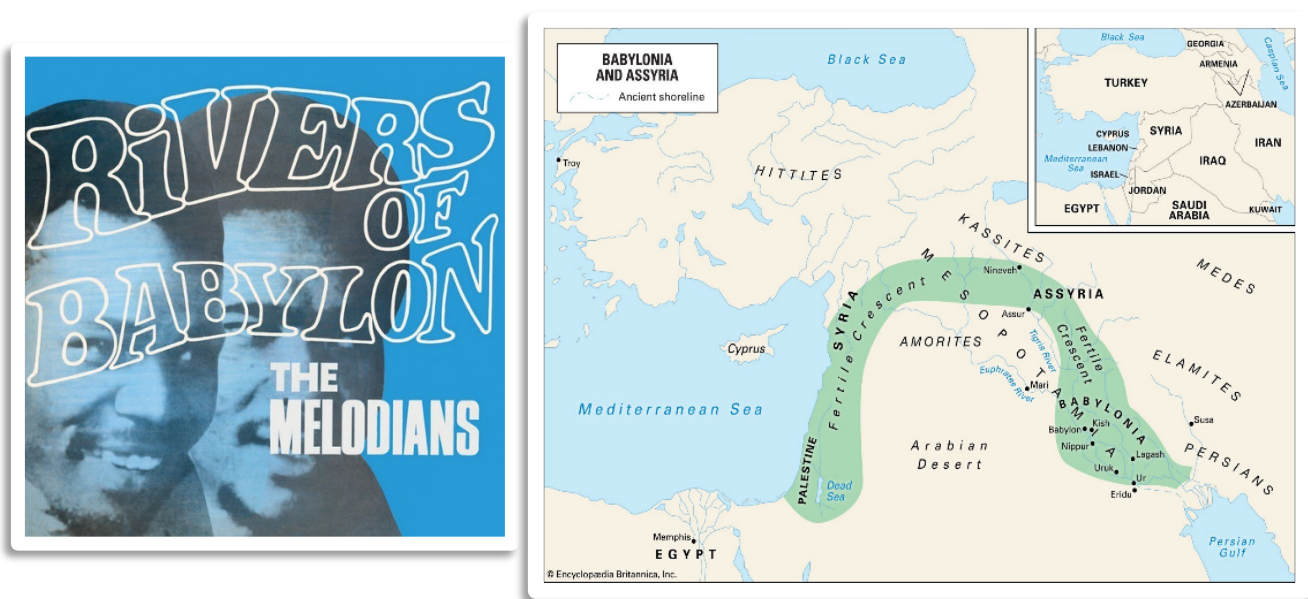 RiVERS
OF
BABYLON
THE
MELODIANS
BABYLONIA
AND ASSYRIA
Ancient shoreline
Black Sea
Troy
HITTITES
Cyprus
Mediterranean Sea
SYRIA
Fertile Crescent
PALESTINE
Dead
Sea
Memphis
EGYPT
MESOPOTAMIA
KASSITES
Nineveh
ASSYRIA
Assur
AMORITES
Tigris River
Fertile
Crescent
Euphrates River
Mari
BABYLONIA
Babylon
Kish
Nippur
Lagash
Uruk
Ur
Eridu
Arabian
Desert
MEDES
ELAMITES
Susa
PERSIANS
Persian
Gulf
© Encyclopædia Britannica, Inc.
Black Sea
GEORGIA
Caspian Sea
ARMENIA
TURKEY
AZERBAIJAN
CYPRUS
SYRIA
LEBANON
IRAN
Mediterranean
Sea
IRAQ
ISRAEL
JORDAN
EGYPT
SAUDI
ARABIA
KUWAIT